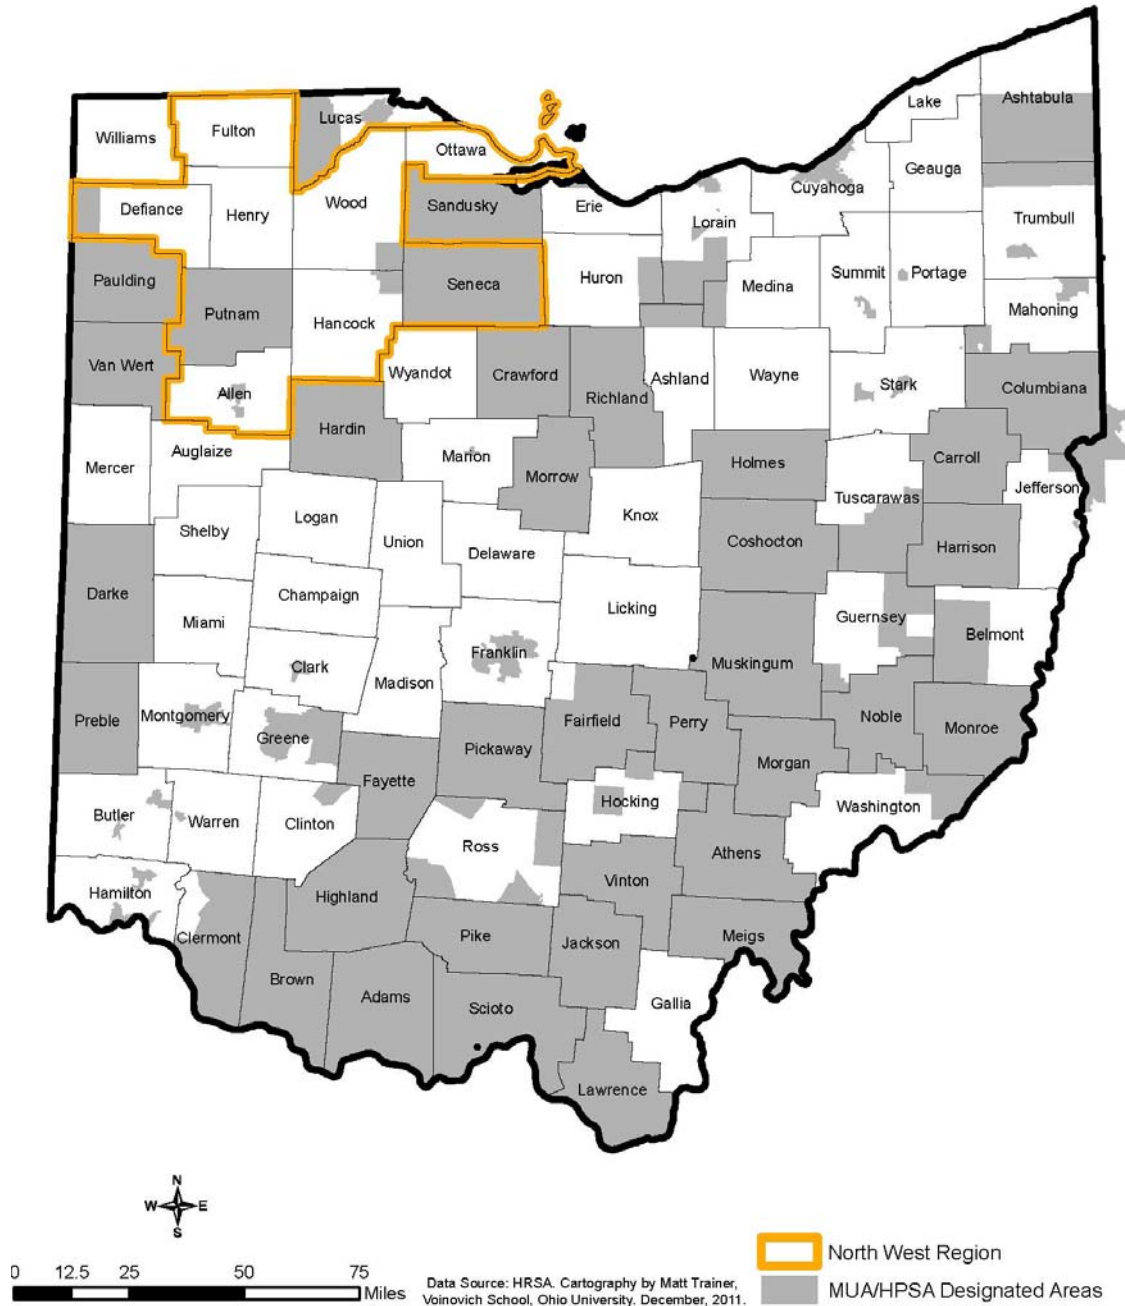 Lake
Ashtabula
Williams
Fulton
Lucas
Ottawa
Geauga
Cuyahoga
Defiance
Henry
Wood
Sandusky
Erie
Lorain
Trumbull
Paulding
Putnam
Seneca
Huron
Medina
Summit
Portage
Mahoning
Hancock
Van Wert
Allen
Wyandot
Crawford
Richland
Ashland
Wayne
Stark
Columbiana
Hardin
Mercer
Auglaize
Marion
Morrow
Holmes
Carroll
Tuscarawas
Jefferson
Shelby
Logan
Union
Knox
Delaware
Coshocton
Harrison
Darke
Champaign
Miami
Licking
Guernsey
Belmont
Clark
Franklin
Madison
Muskingum
Preble
Montgomery
Greene
Pickaway
Fairfield
Perry
Noble
Monroe
Morgan
Fayette
Butler
Warren
Clinton
Hocking
Washington
Ross
Athens
Hamilton
Highland
Vinton
Clermont
Pike
Jackson
Meigs
Brown
Adams
Scioto
Gallia
Lawrence
N
W E
S
0 12.5 25 50 75
Miles
Data Source: HRSA. Cartography by Matt Trainer,
Voinovich School, Ohio University. December, 2011.
North West Region
MUA/HPSA Designated Areas